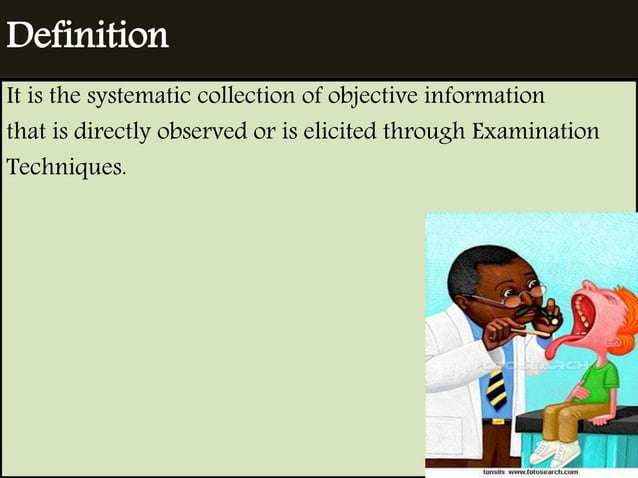 Definition
It is the systematic collection of objective information
that is directly observed or is elicited through Examination
Techniques.
FOTOSEARCH
tonsils www.fotosearch.com